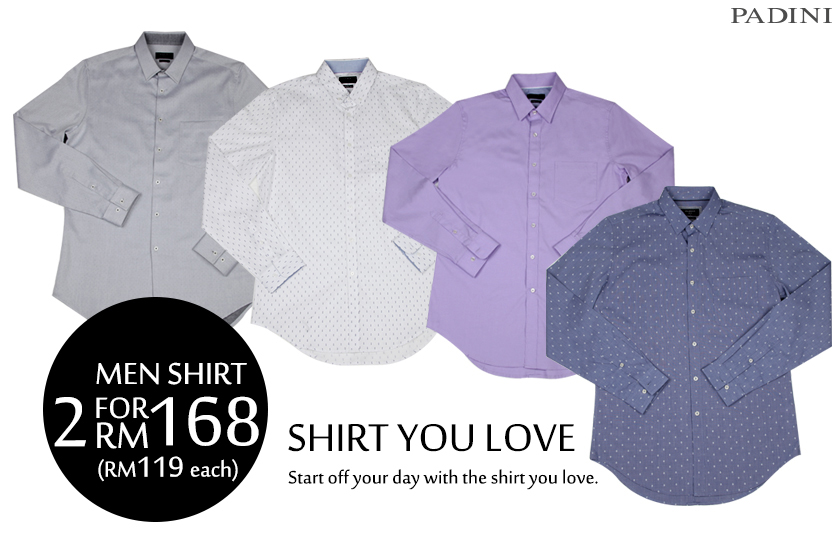 PADINI
MEN SHIRT
2 FOR RM168
(RM119 each)
SHIRT YOU LOVE
Start off your day with the shirt you love.